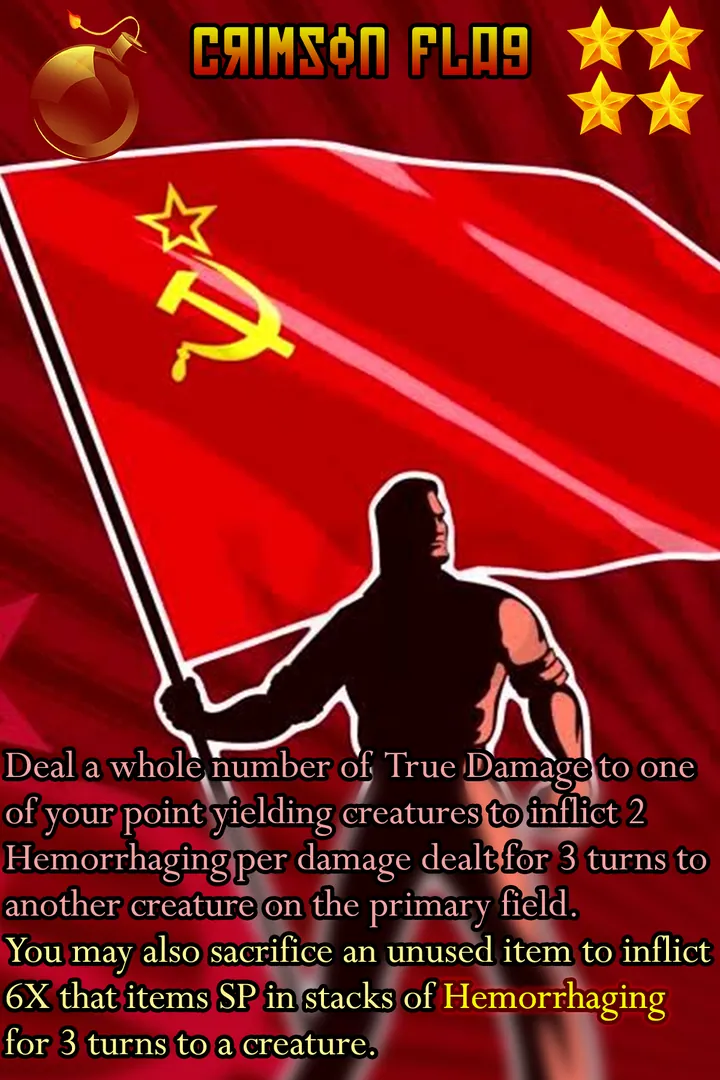 CЯIMSФN FLAG
Deal a whole number of True Damage to one
of your point yielding creatures to inflict 2
Hemorrhaging per damage dealt for 3 turns to
another creature on the primary field.
You may also sacrifice an unused item to inflict
6X that items SP in stacks of Hemorrhaging
for 3 turns to a creature.